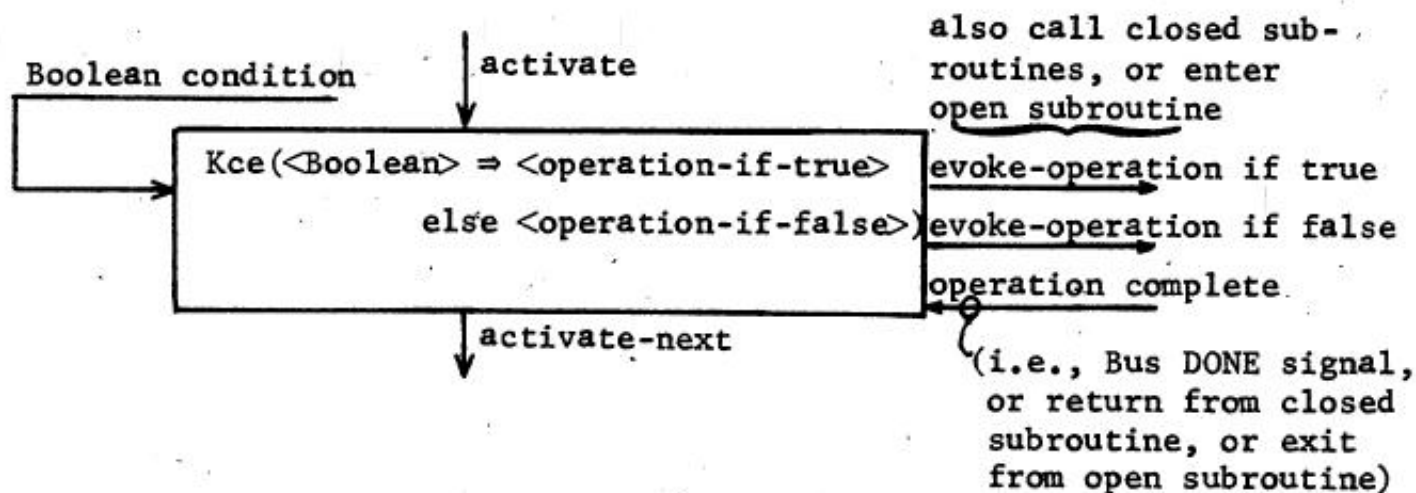 Boolean condition
activate
also call closed sub-
routines, or enter
open subroutine
Kce(<Boolean> ⇒ <operation-if-true>
else <operation-if-false>)
evoke-operation if true
evoke-operation if false
operation complete
activate-next
(i.e., Bus DONE signal,
or return from closed
subroutine, or exit
from open subroutine)